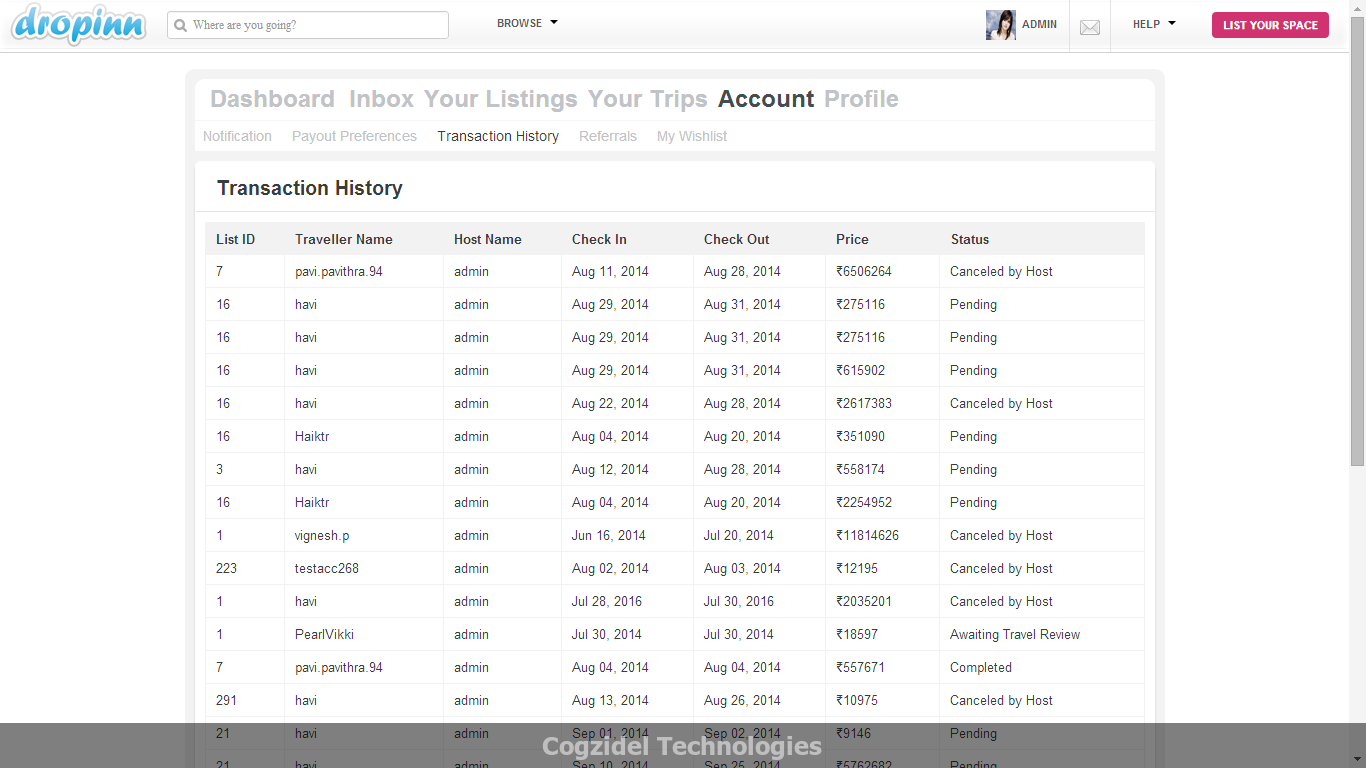 dropinn Where are you going? BROWSE ADMIN HELP LIST YOUR SPACE
Dashboard Inbox Your Listings Your Trips Account Profile
Notification Payout Preferences Transaction History Referrals My Wishlist
Transaction History
List ID Traveller Name Host Name Check In Check Out Price Status
7 pavi.pavithra.94 admin Aug 11, 2014 Aug 28, 2014 ₹6506264 Canceled by Host
16 havi admin Aug 29, 2014 Aug 31, 2014 ₹275116 Pending
16 havi admin Aug 29, 2014 Aug 31, 2014 ₹275116 Pending
16 havi admin Aug 29, 2014 Aug 31, 2014 ₹615902 Pending
16 havi admin Aug 22, 2014 Aug 28, 2014 ₹2617383 Canceled by Host
16 Haiktr admin Aug 04, 2014 Aug 20, 2014 ₹351090 Pending
3 havi admin Aug 12, 2014 Aug 28, 2014 ₹558174 Pending
16 Haiktr admin Aug 04, 2014 Aug 20, 2014 ₹2254952 Pending
1 vignesh.p admin Jun 16, 2014 Jul 20, 2014 ₹11814626 Canceled by Host
223 testacc268 admin Aug 02, 2014 Aug 03, 2014 ₹12195 Canceled by Host
1 havi admin Jul 28, 2016 Jul 30, 2016 ₹2035201 Canceled by Host
1 PearlVikki admin Jul 30, 2014 Jul 30, 2014 ₹18597 Awaiting Travel Review
7 pavi.pavithra.94 admin Aug 04, 2014 Aug 04, 2014 ₹557671 Completed
291 havi admin Aug 13, 2014 Aug 26, 2014 ₹10975 Canceled by Host
21 havi admin Sep 01, 2014 Sep 02, 2014 ₹9146 Pending
Cogzidel Technologies
21 havi admin Sep 10, 2014 Sep 25, 2014 ₹5762682 Pending